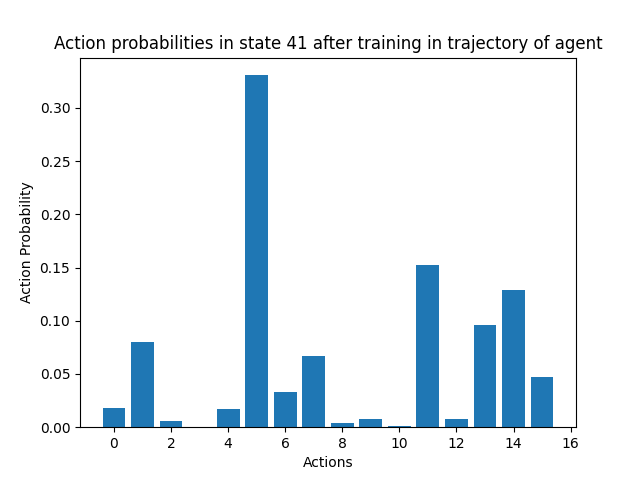 Action probabilities in state 41 after training in trajectory of agent
0.30
0.25
0.20
0.15
0.10
0.05
0.00
Action Probability
0 2 4 6 8 10 12 14 16
Actions